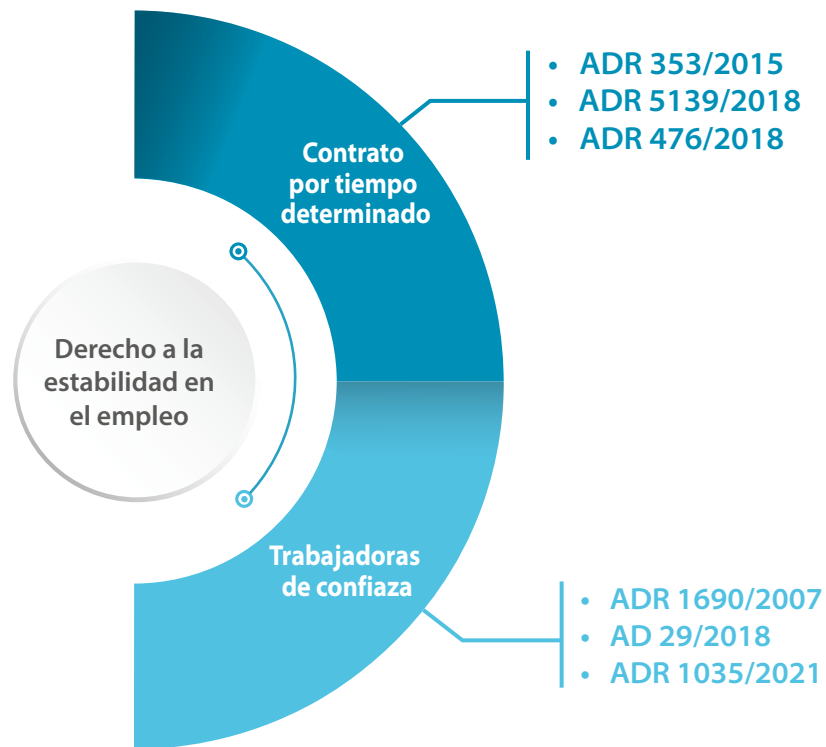 Derecho a la
estabilidad en
el empleo
Contrato
por tiempo
determinado
• ADR 353/2015
• ADR 5139/2018
• ADR 476/2018
Trabajadoras
de confiaza
• ADR 1690/2007
• AD 29/2018
• ADR 1035/2021